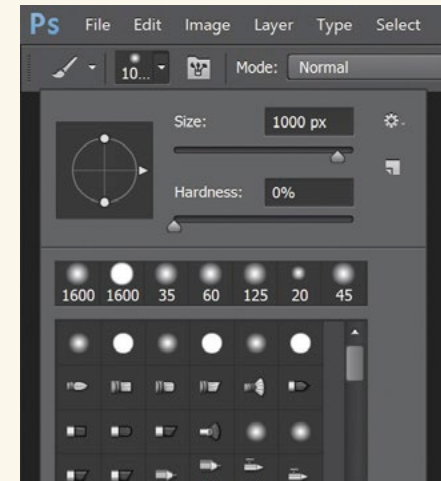 Ps File Edit Image Layer Type Select
10... Mode: Normal
Size: 1000 px
Hardness: 0%
1600 1600 35 60 125 20 45